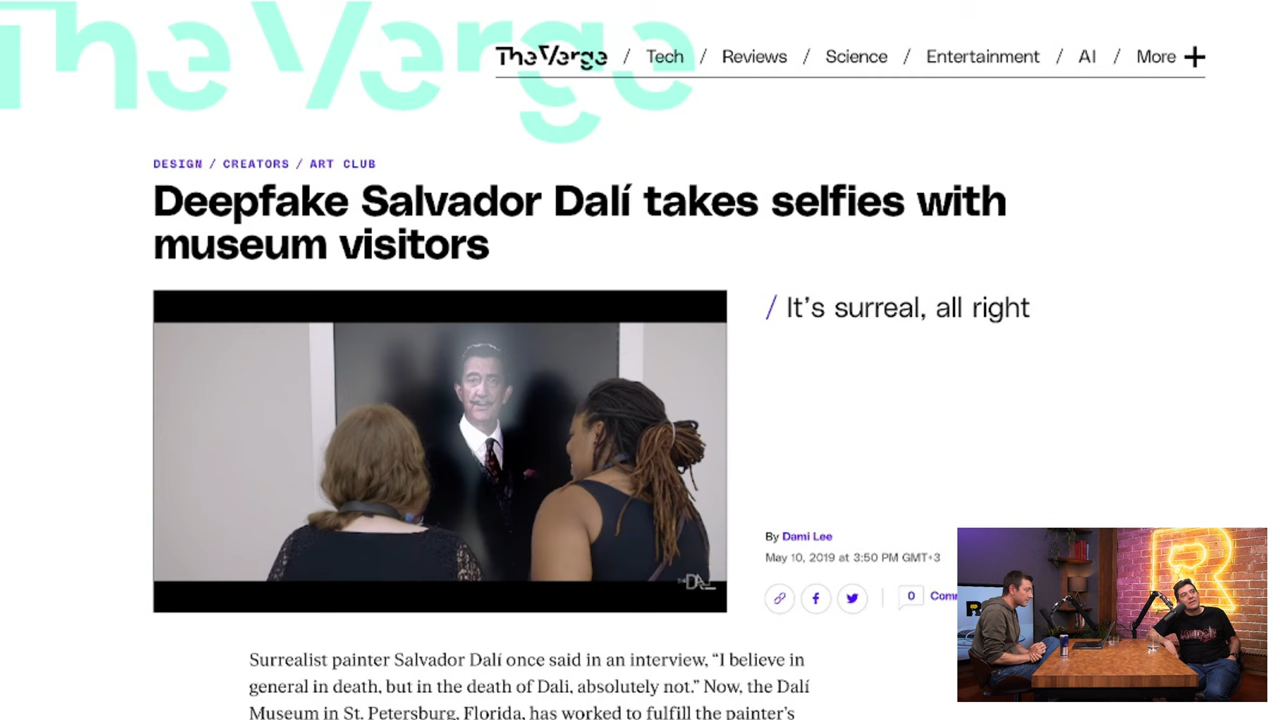 The Verge
The Verge / Tech / Reviews / Science / Entertainment / AI / More +
DESIGN / CREATORS / ART CLUB
Deepfake Salvador Dalí takes selfies with
museum visitors
/ It's surreal, all right
By Dami Lee
May 10, 2019 at 3:50 PM GMT+3
0 Com
Surrealist painter Salvador Dalí once said in an interview, “I believe in
general in death, but in the death of Dali, absolutely not.” Now, the Dalí
Museum in St. Petersburg, Florida, has worked to fulfill the painter's
R